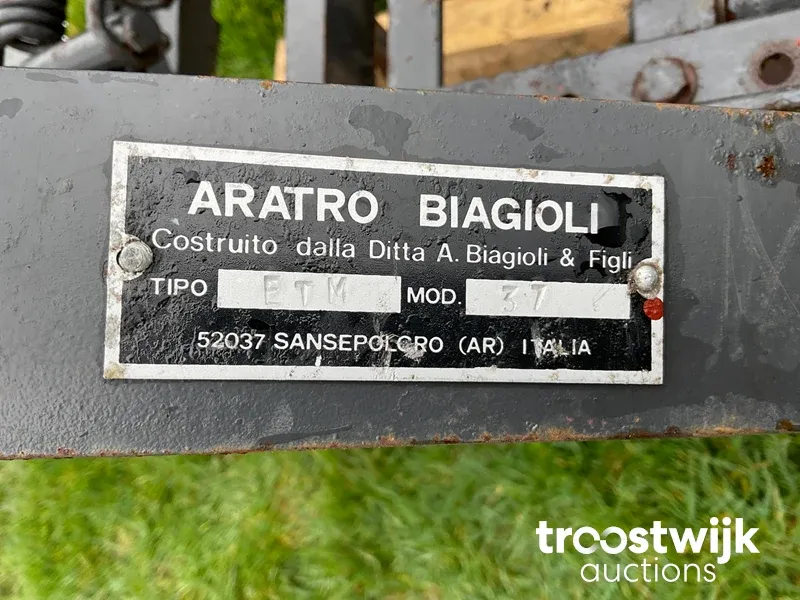 ARATRO BIAGIOLI
Costruito dalla Ditta A. Biagioli & Figli
TIPO ETM MOD. 37
52037 SANSEPOLCRO (AR) ITALIA
troostwijk
auctions